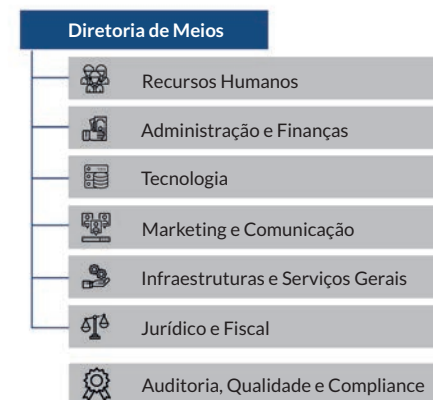 Diretoria de Meios
Recursos Humanos
Administração e Finanças
Tecnologia
Marketing e Comunicação
Infraestruturas e Serviços Gerais
Jurídico e Fiscal
Auditoria, Qualidade e Compliance